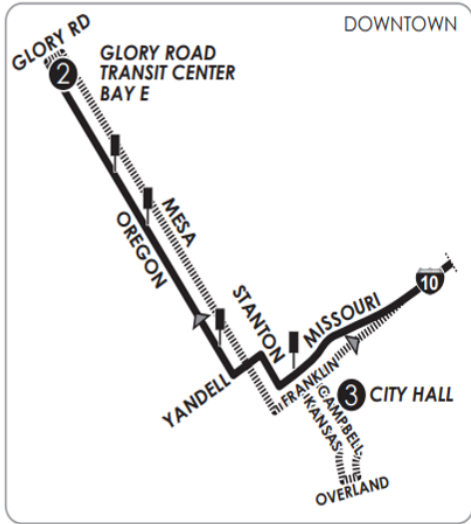 DOWNTOWN
GLORY RD
2
GLORY ROAD
TRANSIT CENTER
BAY E
MESA
OREGON
STANTON
MISSOURI
10
YANDELL
FRANKLIN
3 CITY HALL
CAMPBELL
KANSAS
OVERLAND